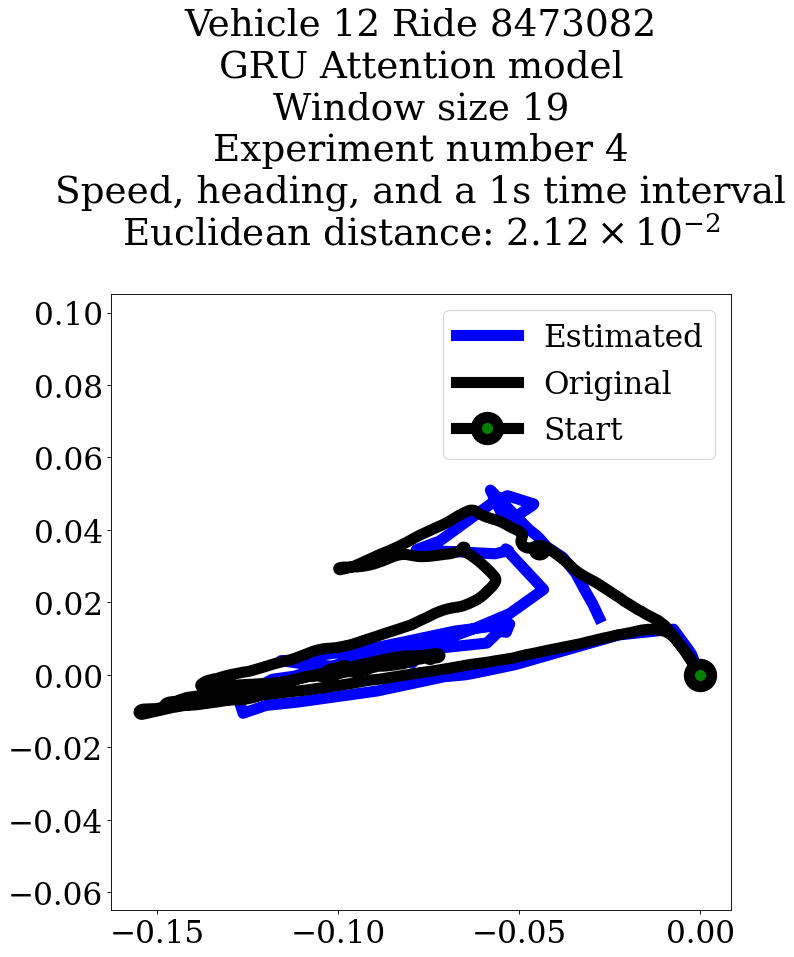 Vehicle 12 Ride 8473082
GRU Attention model
Window size 19
Experiment number 4
Speed, heading, and a 1s time interval
Euclidean distance: 2.12 × 10⁻²
Estimated
Original
Start
0.10
0.08
0.06
0.04
0.02
0.00
−0.02
−0.04
−0.06
−0.15 −0.10 −0.05 0.00